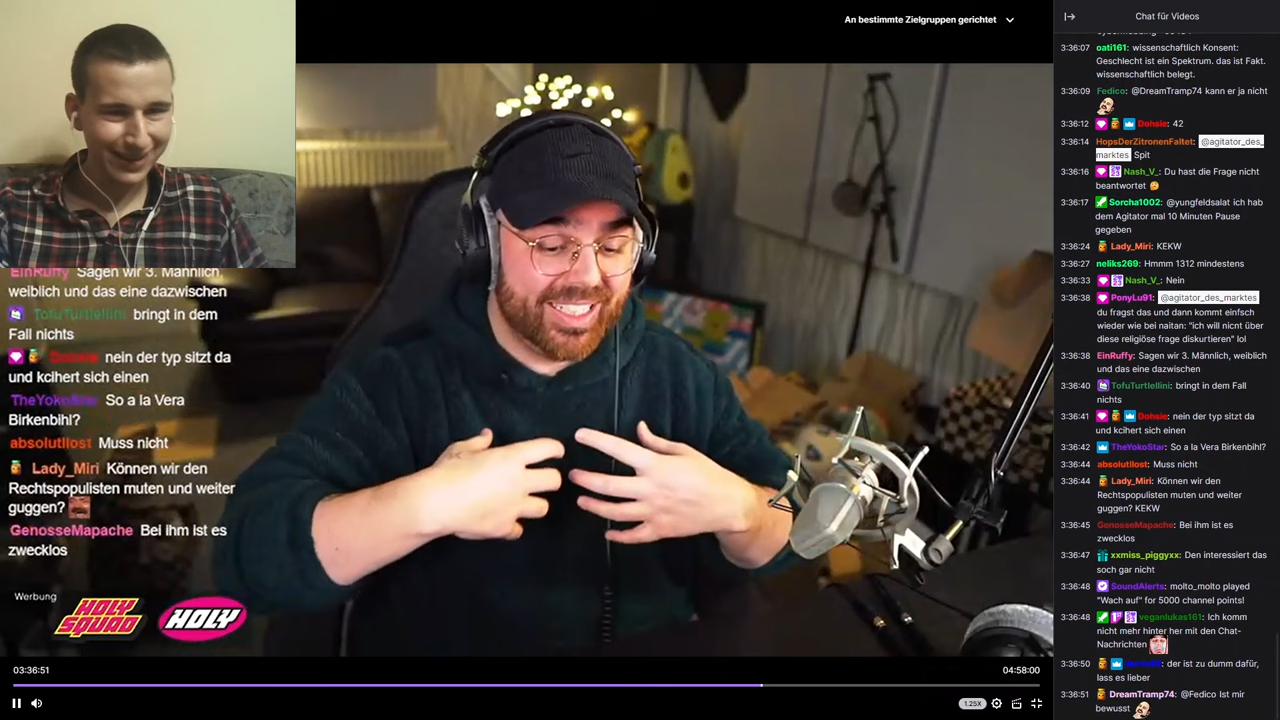 An bestimmte Zielgruppen gerichtet
EinRuffy Sagen wir 3. Männlich,
weiblich und das eine dazwischen
TofuTurtlellini bringt in dem
Fall nichts
Dohsie nein der typ sitzt da
und kcihert sich einen
TheYokoStar So a la Vera
Birkenbihl?
absolutllost Muss nicht
Lady_Miri Können wir den
Rechtspopulisten muten und weiter
guggen?
GenosseMapache Bei ihm ist es
zwecklos
Werbung
HOLY
SQUAD
HOLY
03:36:51
04:58:00
1.25X
Chat für Videos
3:36:07 oati161: wissenschaftlich Konsent:
Geschlecht ist ein Spektrum. das ist Fakt.
wissenschaftlich belegt.
3:36:09 Fedico: @DreamTramp74 kann er ja nicht
3:36:12 Dohsie: 42
3:36:14 HopsDerZitronenFaltet: @agitator_des_
marktes Spit
3:36:16 Nash_V_: Du hast die Frage nicht
beantwortet
3:36:17 Sorcha1002: @yungfeldsalat ich hab
dem Agitator mal 10 Minuten Pause
gegeben
3:36:24 Lady_Miri: KEKW
3:36:27 neliks269: Hmmm 1312 mindestens
3:36:33 Nash_V_: Nein
3:36:38 PonyLu91: @agitator_des_marktes
du fragst das und dann kommt einfsch
wieder wie bei naitan: "ich will nicnt über
diese religiöse frage diskurtieren" lol
3:36:38 EinRuffy: Sagen wir 3. Männlich, weiblich
und das eine dazwischen
3:36:40 TofuTurtlellini: bringt in dem Fall
nichts
3:36:41 Dohsie: nein der typ sitzt da
und kcihert sich einen
3:36:42 TheYokoStar: So a la Vera Birkenbihl?
3:36:44 absolutllost: Muss nicht
3:36:44 Lady_Miri: Können wir den
Rechtspopulisten muten und weiter
guggen? KEKW
3:36:45 GenosseMapache: Bei ihm ist es
zwecklos
3:36:47 xxmiss_piggyxx: Den interessiert das
soch gar nicht
3:36:48 SoundAlerts: molto_molto played
"Wach auf" for 5000 channel points!
3:36:48 veganlukas161: Ich komm
nicht mehr hinter her mit den Chat-
Nachrichten
3:36:50 der ist zu dumm dafür,
lass es lieber
3:36:51 DreamTramp74: @Fedico Ist mir
bewusst